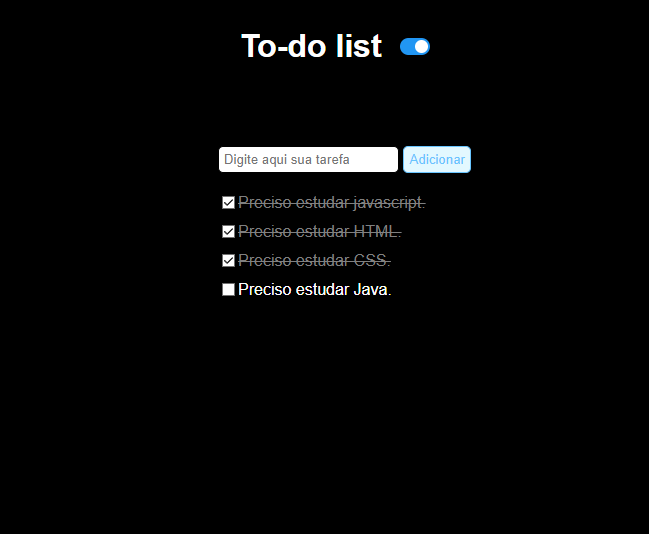 To-do list
Digite aqui sua tarefa
Adicionar
Preciso estudar javascript.
Preciso estudar HTML.
Preciso estudar CSS.
Preciso estudar Java.